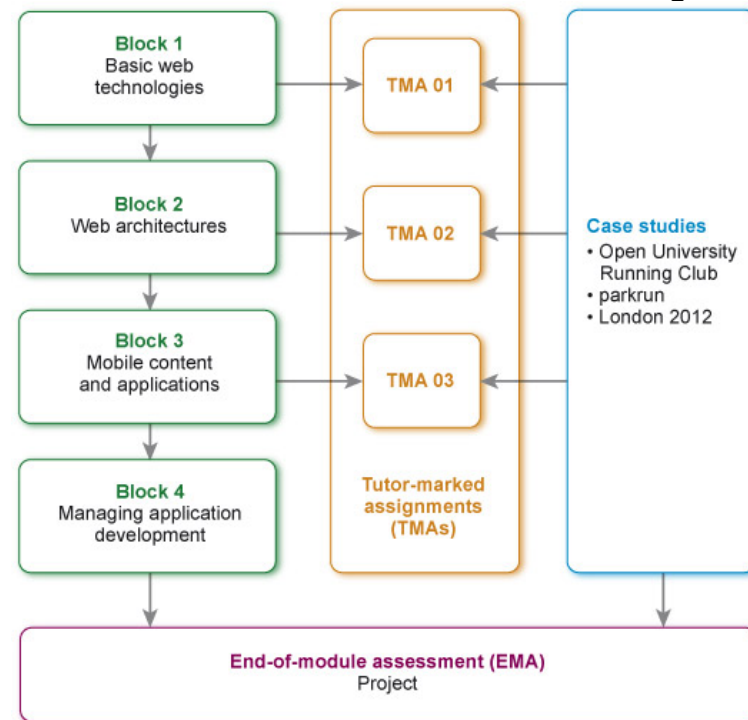 Block 1
Basic web
technologies
TMA 01
Block 2
Web architectures
TMA 02
Case studies
• Open University
Running Club
• parkrun
• London 2012
Block 3
Mobile content
and applications
TMA 03
Block 4
Managing application
development
Tutor-marked
assignments
(TMAs)
End-of-module assessment (EMA)
Project